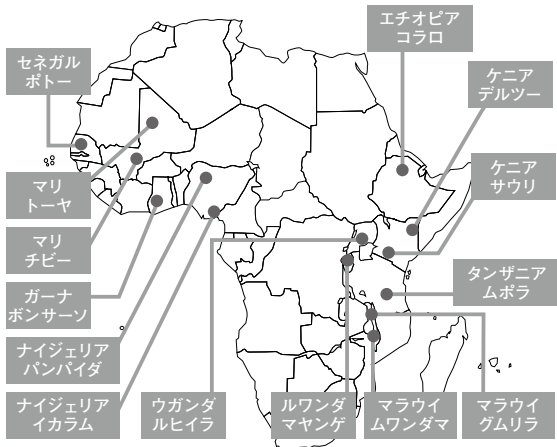 エチオピア
コラロ
セネガル
ポトー
ケニア
デルツー
ケニア
サウリ
マリ
トーヤ
マリ
チビー
タンザニア
ムポラ
ガーナ
ボンサーソ
ナイジェリア
パンパイダ
ナイジェリア
イカラム
ウガンダ
ルヒイラ
ルワンダ
マヤンゲ
マラウイ
ムワンダマ
マラウイ
グムリラ